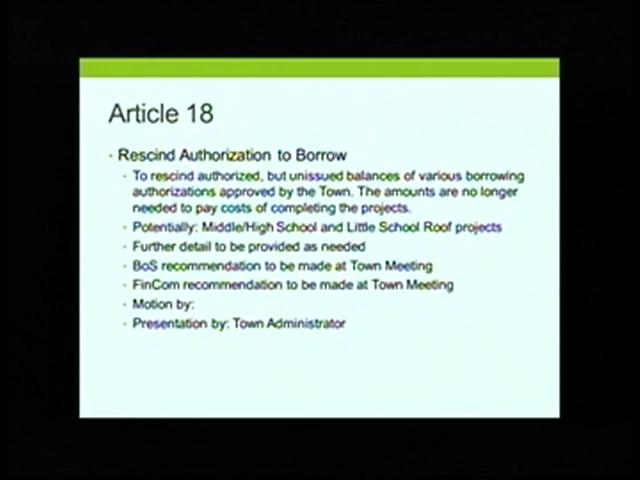 Article 18
Rescind Authorization to Borrow
To rescind authorized, but unissued balances of various borrowing
authorizations approved by the Town. The amounts are no longer
needed to pay costs of completing the projects.
Potentially: Middle/High School and Little School Roof projects
Further detail to be provided as needed
BoS recommendation to be made at Town Meeting
FinCom recommendation to be made at Town Meeting
Motion by:
Presentation by: Town Administrator